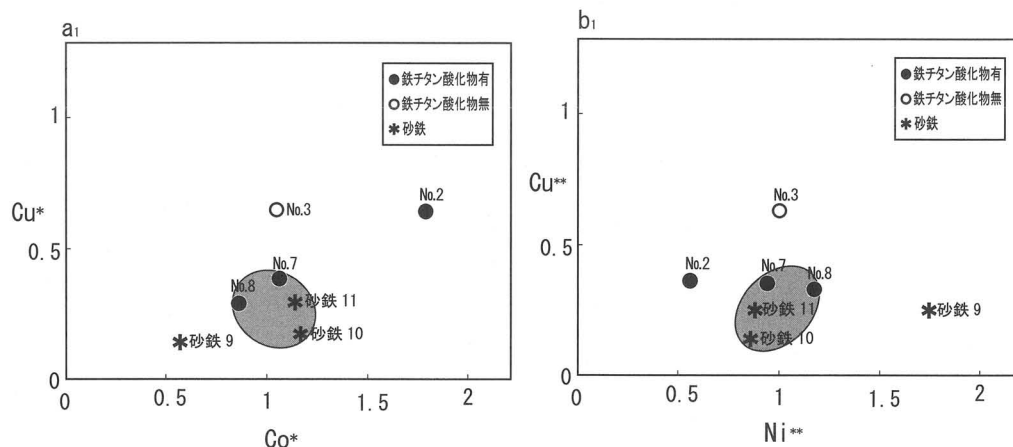 a₁
●鉄チタン酸化物有
○鉄チタン酸化物無
*砂鉄
1
Cu*
No.2
No.3
0.5
No.7
No.8
砂鉄 11
砂鉄 10
砂鉄 9
0
0 0.5 1 1.5 2
Co*
b₁
●鉄チタン酸化物有
○鉄チタン酸化物無
*砂鉄
1
Cu**
No.3
0.5
No.2
No.7
No.8
砂鉄 11
砂鉄 9
砂鉄 10
0
0 0.5 1 1.5 2
Ni**